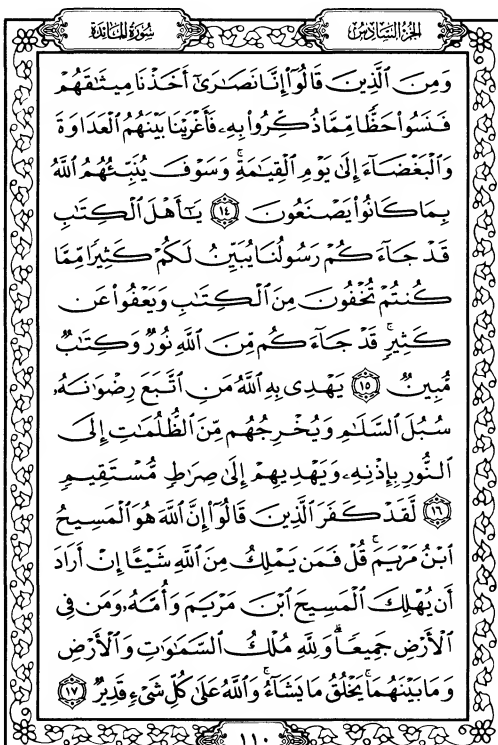 الجزء السادس
سورة المائدة
وَمِنَ ٱلَّذِينَ قَالُوٓاْ إِنَّا نَصَٰرَىٰٓ أَخَذْنَا مِيثَٰقَهُمْ
فَنَسُواْ حَظًّا مِّمَّا ذُكِّرُواْ بِهِۦ فَأَغْرَيْنَا بَيْنَهُمُ ٱلْعَدَاوَةَ
وَٱلْبَغْضَآءَ إِلَىٰ يَوْمِ ٱلْقِيَٰمَةِ ۚ وَسَوْفَ يُنَبِّئُهُمُ ٱللَّهُ
بِمَا كَانُواْ يَصْنَعُونَ ١٤ يَٰٓأَهْلَ ٱلْكِتَٰبِ
قَدْ جَآءَكُمْ رَسُولُنَا يُبَيِّنُ لَكُمْ كَثِيرًا مِّمَّا
كُنتُمْ تُخْفُونَ مِنَ ٱلْكِتَٰبِ وَيَعْفُواْ عَن
كَثِيرٍ ۚ قَدْ جَآءَكُم مِّنَ ٱللَّهِ نُورٌ وَكِتَٰبٌ
مُّبِينٌ ١٥ يَهْدِى بِهِ ٱللَّهُ مَنِ ٱتَّبَعَ رِضْوَٰنَهُۥ
سُبُلَ ٱلسَّلَٰمِ وَيُخْرِجُهُم مِّنَ ٱلظُّلُمَٰتِ إِلَى
ٱلنُّورِ بِإِذْنِهِۦ وَيَهْدِيهِمْ إِلَىٰ صِرَٰطٍ مُّسْتَقِيمٍ
١٦ لَّقَدْ كَفَرَ ٱلَّذِينَ قَالُوٓاْ إِنَّ ٱللَّهَ هُوَ ٱلْمَسِيحُ
ٱبْنُ مَرْيَمَ ۚ قُلْ فَمَن يَمْلِكُ مِنَ ٱللَّهِ شَيْـًٔا إِنْ أَرَادَ
أَن يُهْلِكَ ٱلْمَسِيحَ ٱبْنَ مَرْيَمَ وَأُمَّهُۥ وَمَن فِى
ٱلْأَرْضِ جَمِيعًا ۗ وَلِلَّهِ مُلْكُ ٱلسَّمَٰوَٰتِ وَٱلْأَرْضِ
وَمَا بَيْنَهُمَا ۚ يَخْلُقُ مَا يَشَآءُ ۚ وَٱللَّهُ عَلَىٰ كُلِّ شَىْءٍ قَدِيرٌ ١٧
١١٠